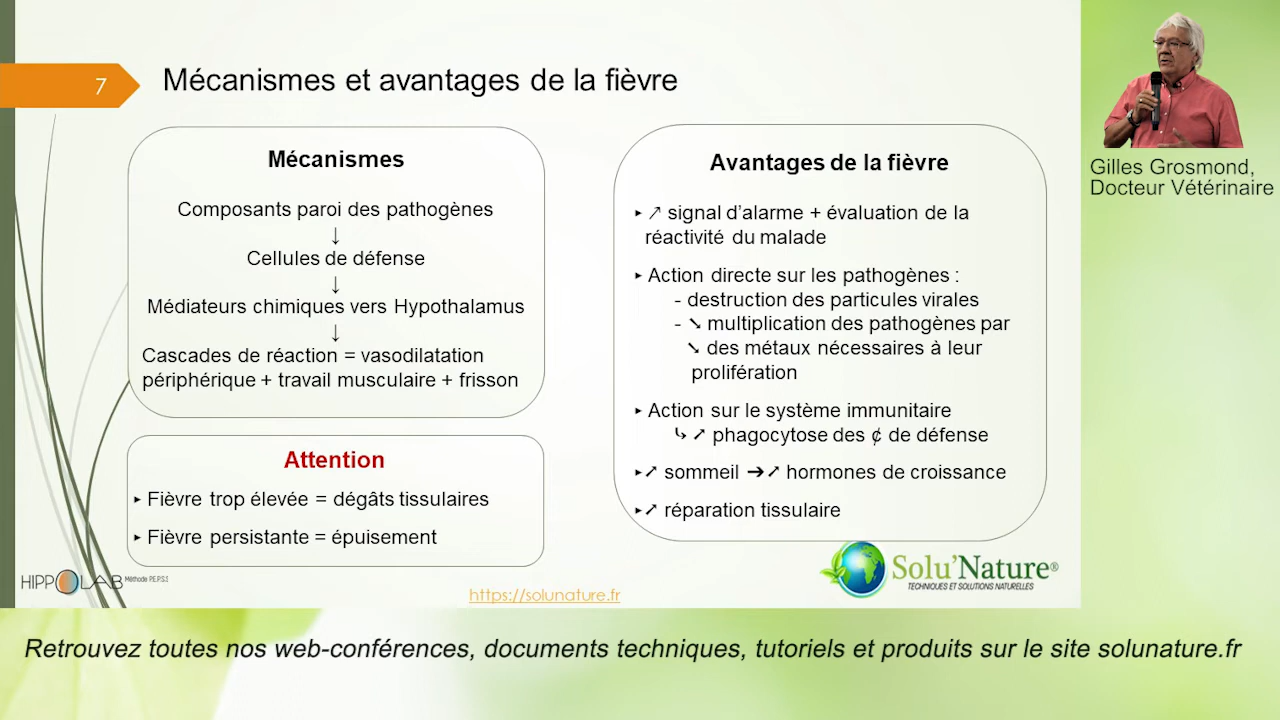 7
Mécanismes et avantages de la fièvre
Mécanismes
Composants paroi des pathogènes
↓
Cellules de défense
↓
Médiateurs chimiques vers Hypothalamus
↓
Cascades de réaction = vasodilatation
périphérique + travail musculaire + frisson
Attention
▸ Fièvre trop élevée = dégâts tissulaires
▸ Fièvre persistante = épuisement
Avantages de la fièvre
▸ ↗ signal d’alarme + évaluation de la
réactivité du malade
▸ Action directe sur les pathogènes :
- destruction des particules virales
- ➘ multiplication des pathogènes par
➘ des métaux nécessaires à leur
prolifération
▸ Action sur le système immunitaire
⤷ ➚ phagocytose des ¢ de défense
▸➚ sommeil ➔➚ hormones de croissance
▸➚ réparation tissulaire
HIPPOLAB Méthode P.E.P.S.S
https://solunature.fr
Solu'Nature®
TECHNIQUES ET SOLUTIONS NATURELLES
Gilles Grosmond,
Docteur Vétérinaire
Retrouvez toutes nos web-conférences, documents techniques, tutoriels et produits sur le site solunature.fr